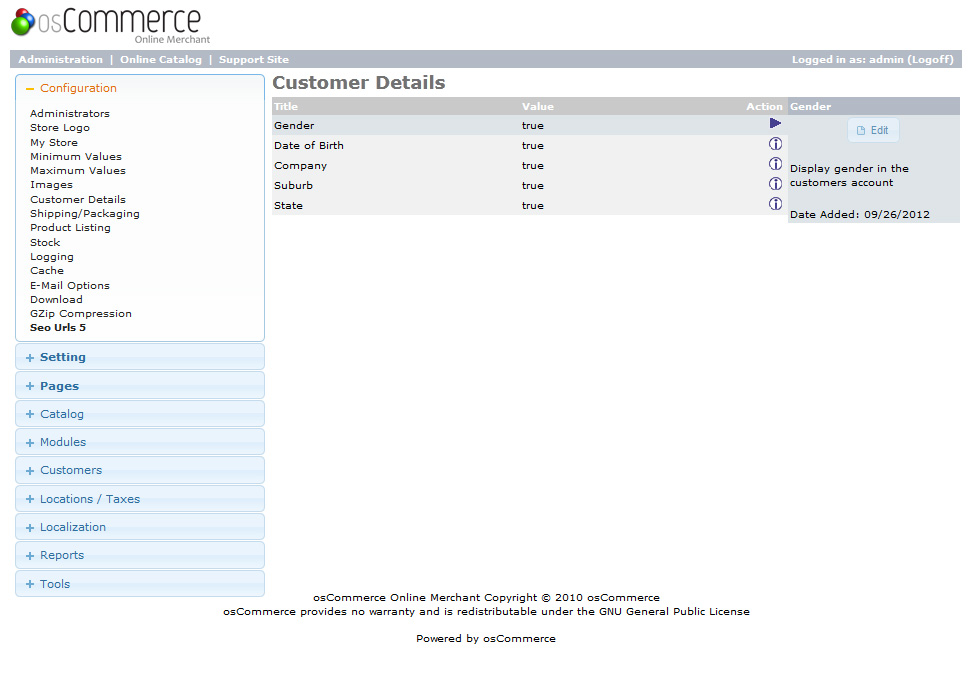 osCommerce
Online Merchant
Administration | Online Catalog | Support Site
Logged in as: admin (Logoff)
Configuration
Administrators
Store Logo
My Store
Minimum Values
Maximum Values
Images
Customer Details
Shipping/Packaging
Product Listing
Stock
Logging
Cache
E-Mail Options
Download
GZip Compression
Seo Urls 5
Setting
Pages
Catalog
Modules
Customers
Locations / Taxes
Localization
Reports
Tools
Customer Details
Title Value Action
Gender true
Date of Birth true
Company true
Suburb true
State true
Gender
Edit
Display gender in the
customers account
Date Added: 09/26/2012
osCommerce Online Merchant Copyright © 2010 osCommerce
osCommerce provides no warranty and is redistributable under the GNU General Public License
Powered by osCommerce